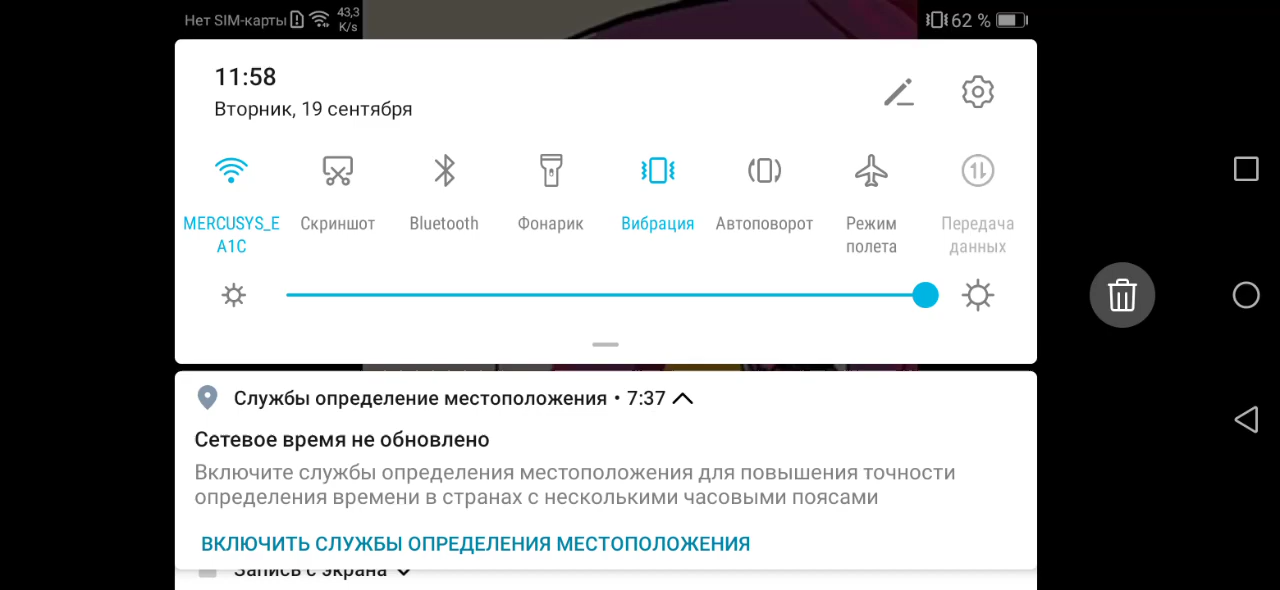 Нет SIM-карты 43,3 K/s 62 %
11:58
Вторник, 19 сентября
MERCUSYS_EA1C
Скриншот
Bluetooth
Фонарик
Вибрация
Автоповорот
Режим полета
Передача данных
Службы определение местоположения • 7:37
Сетевое время не обновлено
Включите службы определения местоположения для повышения точности
определения времени в странах с несколькими часовыми поясами
ВКЛЮЧИТЬ СЛУЖБЫ ОПРЕДЕЛЕНИЯ МЕСТОПОЛОЖЕНИЯ
Запись с экрана